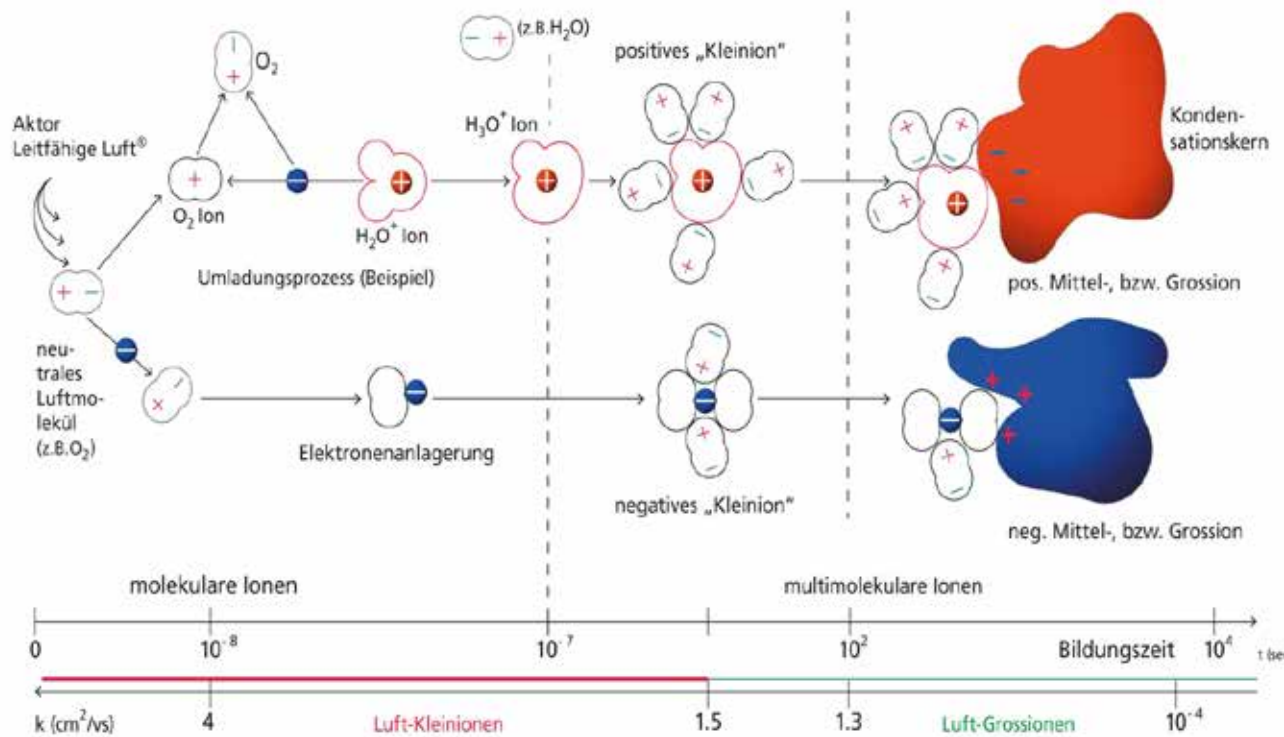 (z.B.H₂O)
O₂
positives „Kleinion“
Aktor
Leitfähige Luft®
H₃O⁺ Ion
Konden-
sationskern
O₂ Ion
H₂O⁺ Ion
Umladungsprozess (Beispiel)
pos. Mittel-, bzw. Grossion
neu-
trales
Luftmo-
lekül
(z.B.O₂)
Elektronenanlagerung
negatives „Kleinion“
neg. Mittel-, bzw. Grossion
molekulare Ionen
multimolekulare Ionen
0 10⁻⁸ 10⁻⁷ 10² Bildungszeit 10⁴ t (se
k (cm²/vs) 4 Luft-Kleinionen 1.5 1.3 Luft-Grossionen 10⁻⁴